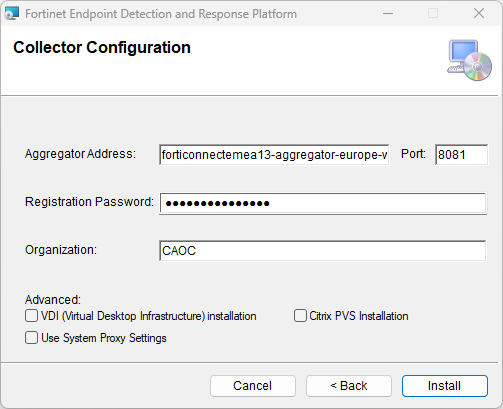 Fortinet Endpoint Detection and Response Platform
Collector Configuration
Aggregator Address: forticonnectemea13-aggregator-europe-w Port: 8081
Registration Password: ●●●●●●●●●●●●●●●
Organization: CAOC
Advanced:
VDI (Virtual Desktop Infrastructure) installation Citrix PVS Installation
Use System Proxy Settings
Cancel < Back Install